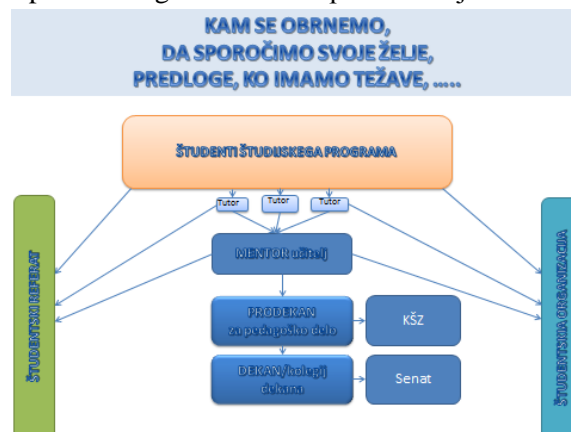 KAM SE OBRNEMO,
DA SPOROČIMO SVOJE ŽELJE,
PREDLOGE, KO IMAMO TEŽAVE, .....
ŠTUDENTI ŠTUDIJSKEGA PROGRAMA
Tutor
Tutor
Tutor
ŠTUDENTSKI REFERAT
MENTOR učitelj
ŠTUDENTSKA ORGANIZACIJA
PRODEKAN
za pedagoško delo
KŠZ
DEKAN/kolegij
dekana
Senat